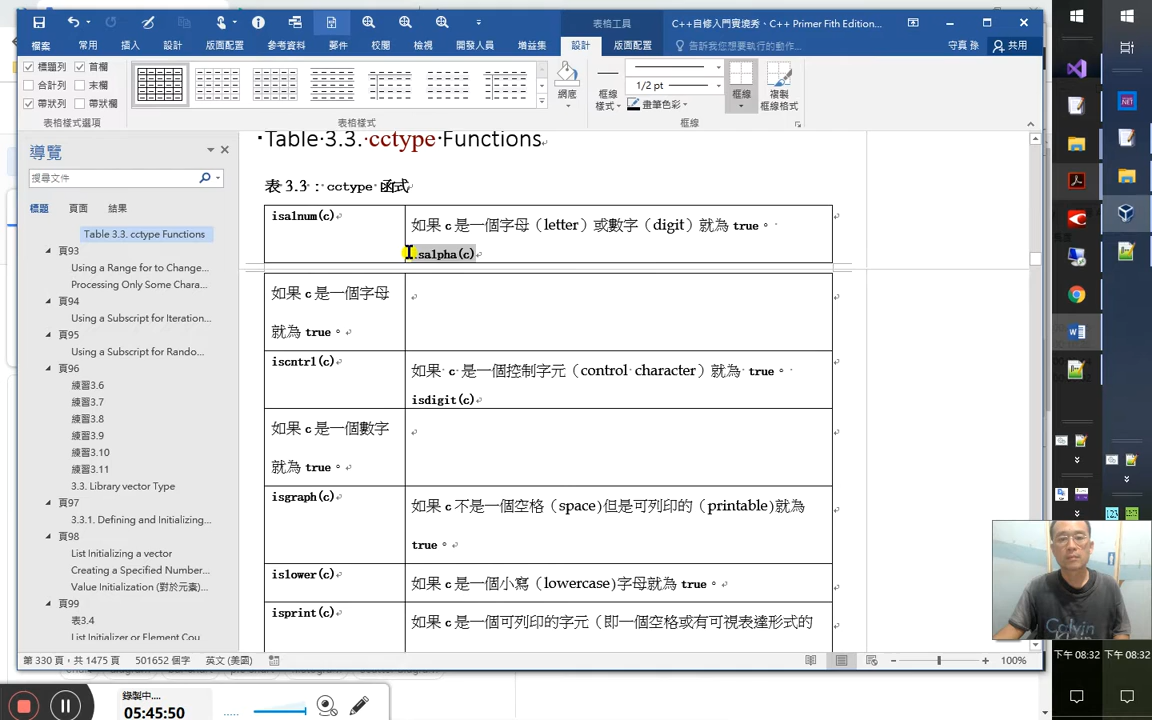 C++自修入門實境秀、C++ Primer Fifth Edition...
表格工具
檔案 常用 插入 設計 版面配置 參考資料 郵件 校閱 檢視 開發人員 增益集 設計 版面配置 告訴我您想要執行的動作... 守真 孫 共用
標題列 首欄
合計列 末欄
帶狀列 帶狀欄
表格樣式選項
表格樣式
網底
框線
樣式
1/2 pt
畫筆色彩
框線
複製
框線格式
框線
導覽
搜尋文件
標題 頁面 結果
Table 3.3. cctype Functions
頁93
Using a Range for to Change...
Processing Only Some Chara...
頁94
Using a Subscript for Iteration...
頁95
Using a Subscript for Rando...
頁96
練習3.6
練習3.7
練習3.8
練習3.9
練習3.10
練習3.11
3.3. Library vector Type
頁97
3.3.1. Defining and Initializing...
頁98
List Initializing a vector
Creating a Specified Number...
Value Initialization (對於元素)...
頁99
表3.4
List Initializer or Element Cou
Table 3.3. cctype Functions
表 3.3：cctype 函式
isalnum(c) 如果 c 是一個字母（letter）或數字（digit）就為 true。
isalpha(c)
如果 c 是一個字母
就為 true。
iscntrl(c) 如果 c 是一個控制字元（control character）就為 true。
isdigit(c)
如果 c 是一個數字
就為 true。
isgraph(c) 如果 c 不是一個空格（space)但是可列印的（printable)就為
true。
islower(c) 如果 c 是一個小寫（lowercase)字母就為 true。
isprint(c) 如果 c 是一個可列印的字元（即一個空格或有可視表達形式的
第 330 頁，共 1475 頁 501652 個字 英文 (美國) 100%
錄製中....
05:45:50
下午 08:32 下午 08:32